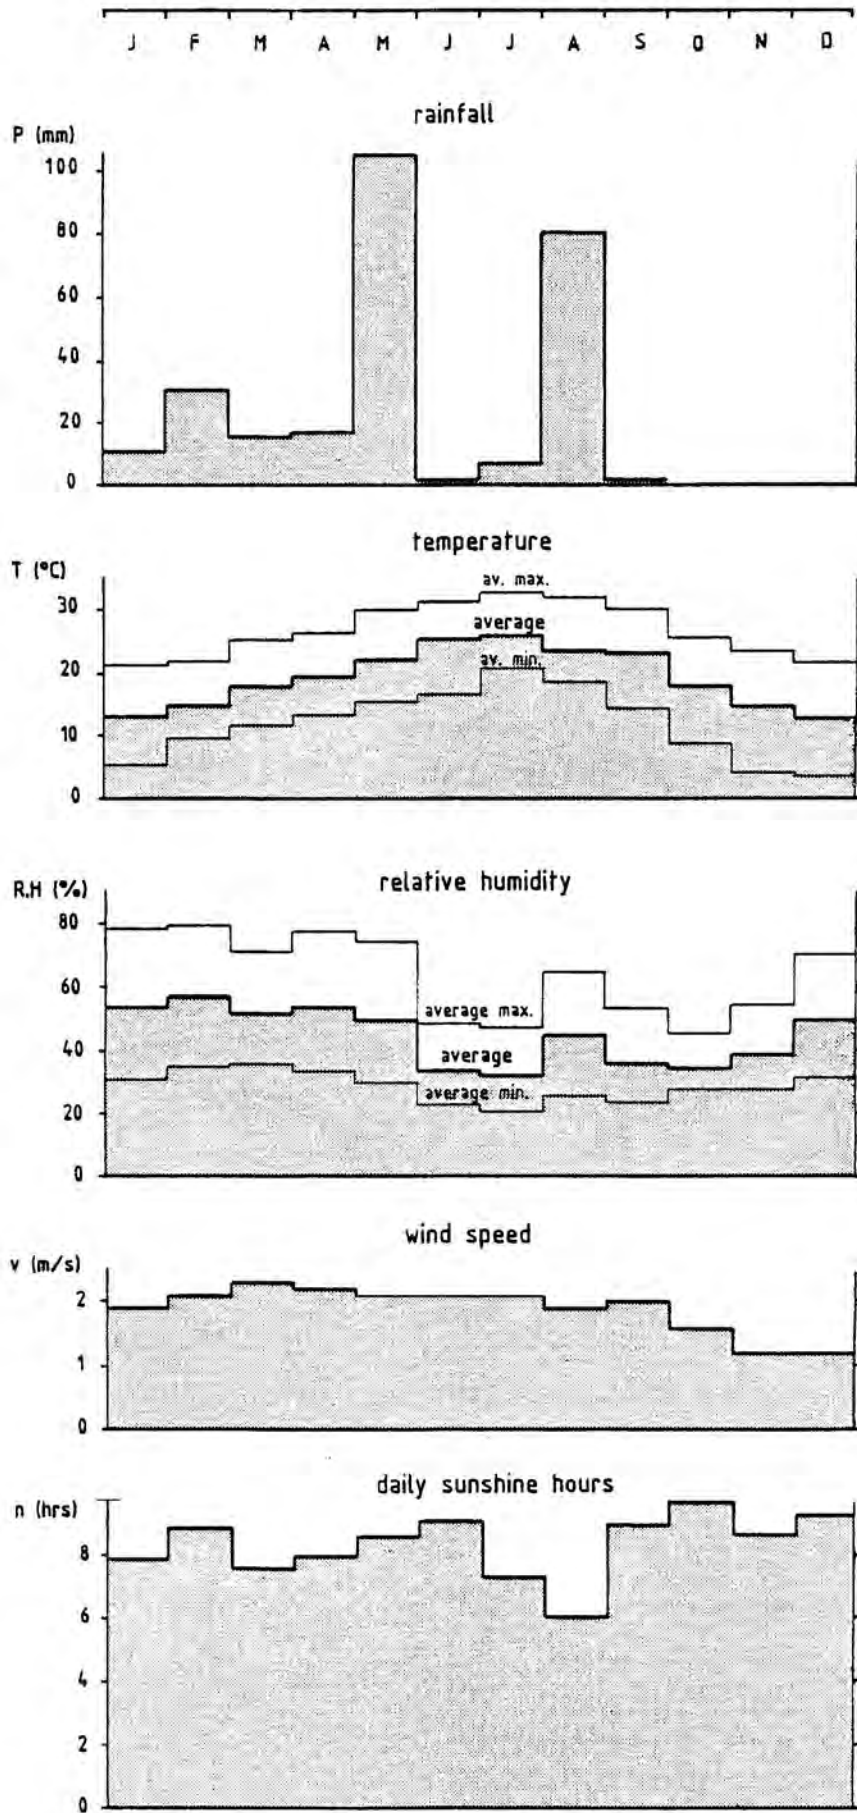 J F M A M J J A S O N D
rainfall
P (mm)
100
80
60
40
20
0
temperature
T (°C)
av. max.
30
average
20
av. min.
10
0
relative humidity
R.H (%)
80
60
average max.
40
average
average min.
20
0
wind speed
v (m/s)
2
1
0
daily sunshine hours
n (hrs)
8
6
4
2
0